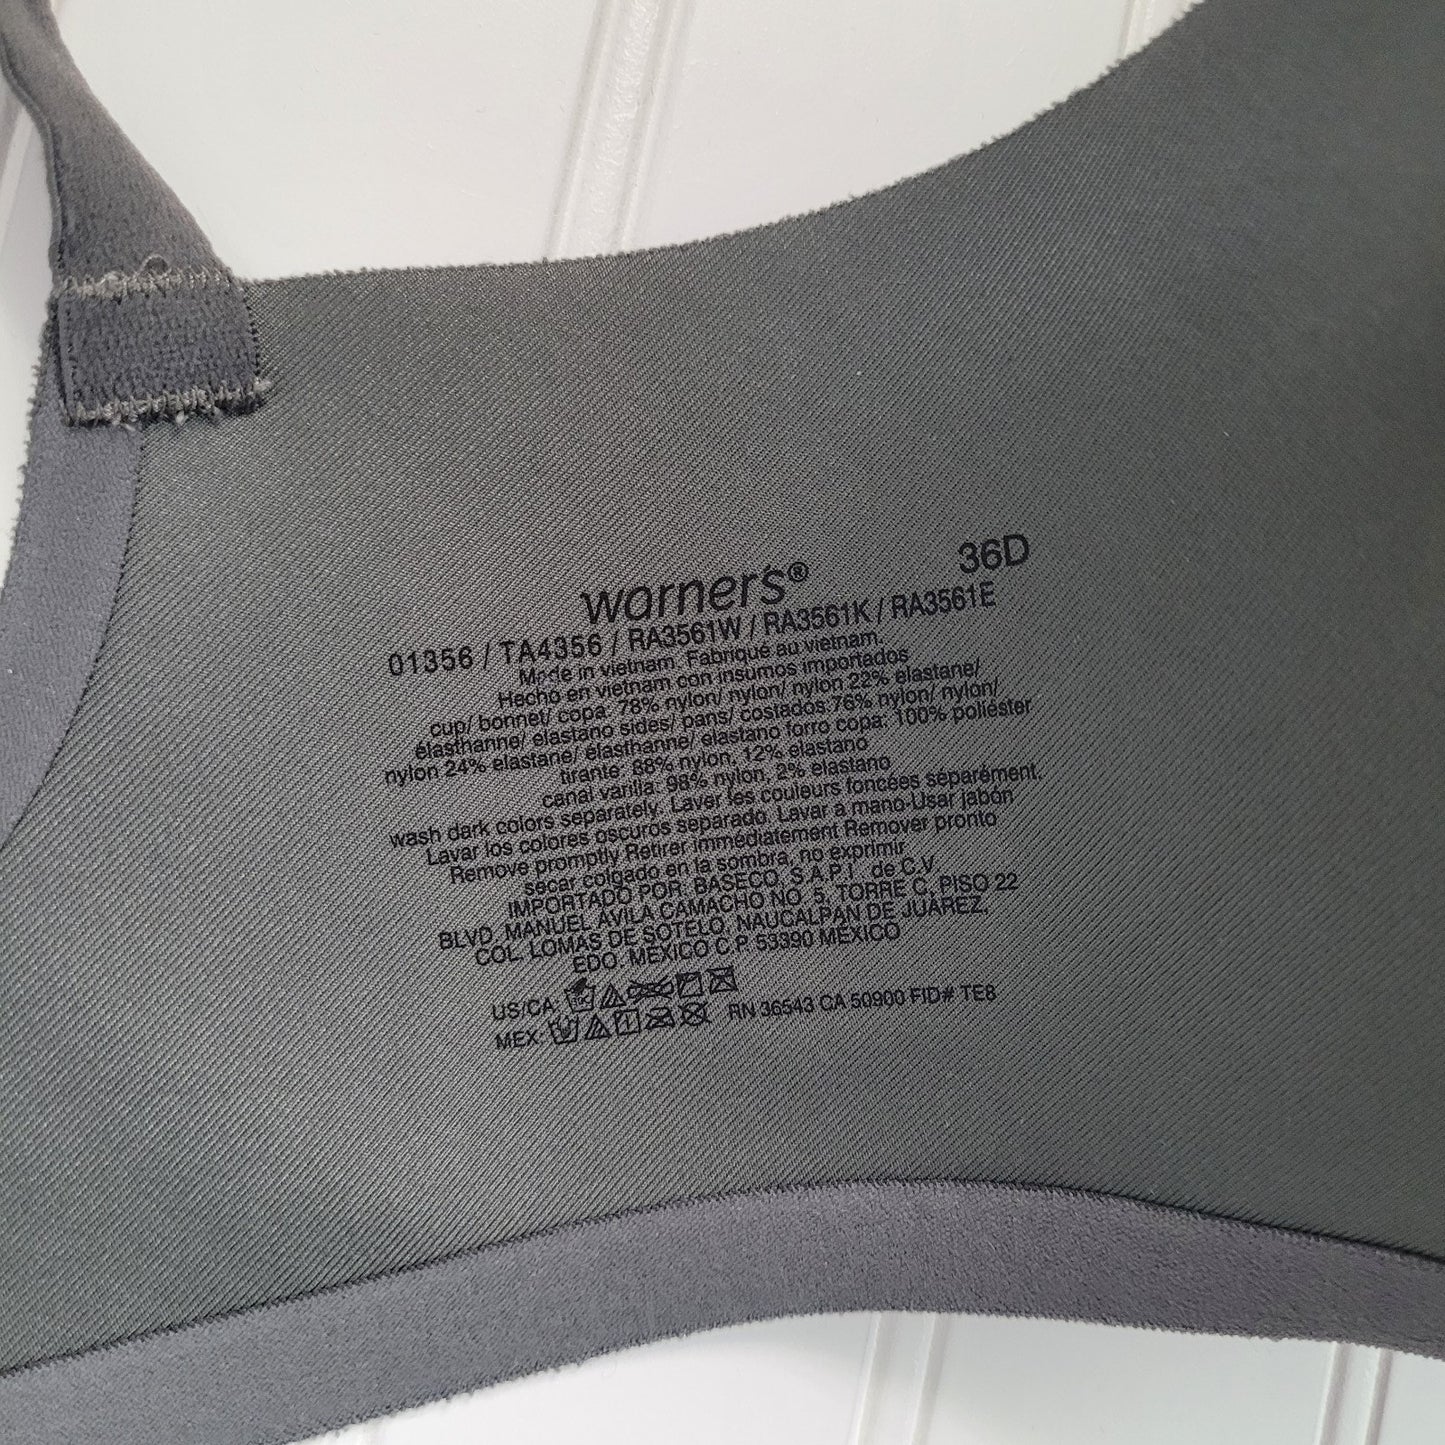 warner's® 36D
01356 / TA4356 / RA3561W / RA3561K / RA3561E
Made in vietnam. Fabriqué au vietnam.
Hecho en vietnam con insumos importados
cup/ bonnet/ copa: 78% nylon/ nylon/ nylon 22% elastane/
élasthanne/ elastano sides/ pans/ costados 76% nylon/ nylon/
nylon 24% elastane/ élasthanne/ elastano forro copa: 100% poliéster
tirante: 88% nylon, 12% elastano
canal varilla: 98% nylon, 2% elastano
wash dark colors separately. Laver les couleurs foncées séparément.
Lavar los colores oscuros separado. Lavar a mano-Usar jabón
Remove promptly Retirer immédiatement Remover pronto
secar colgado en la sombra, no exprimir
IMPORTADO POR: BASECO, S.A.P.I. de C.V.
BLVD. MANUEL ÁVILA CAMACHO NO. 5, TORRE C, PISO 22
COL. LOMAS DE SOTELO, NAUCALPAN DE JUÁREZ,
EDO. MEXICO C.P. 53390 MÉXICO
US/CA:
MEX: RN 36543 CA 50900 FID# TE8